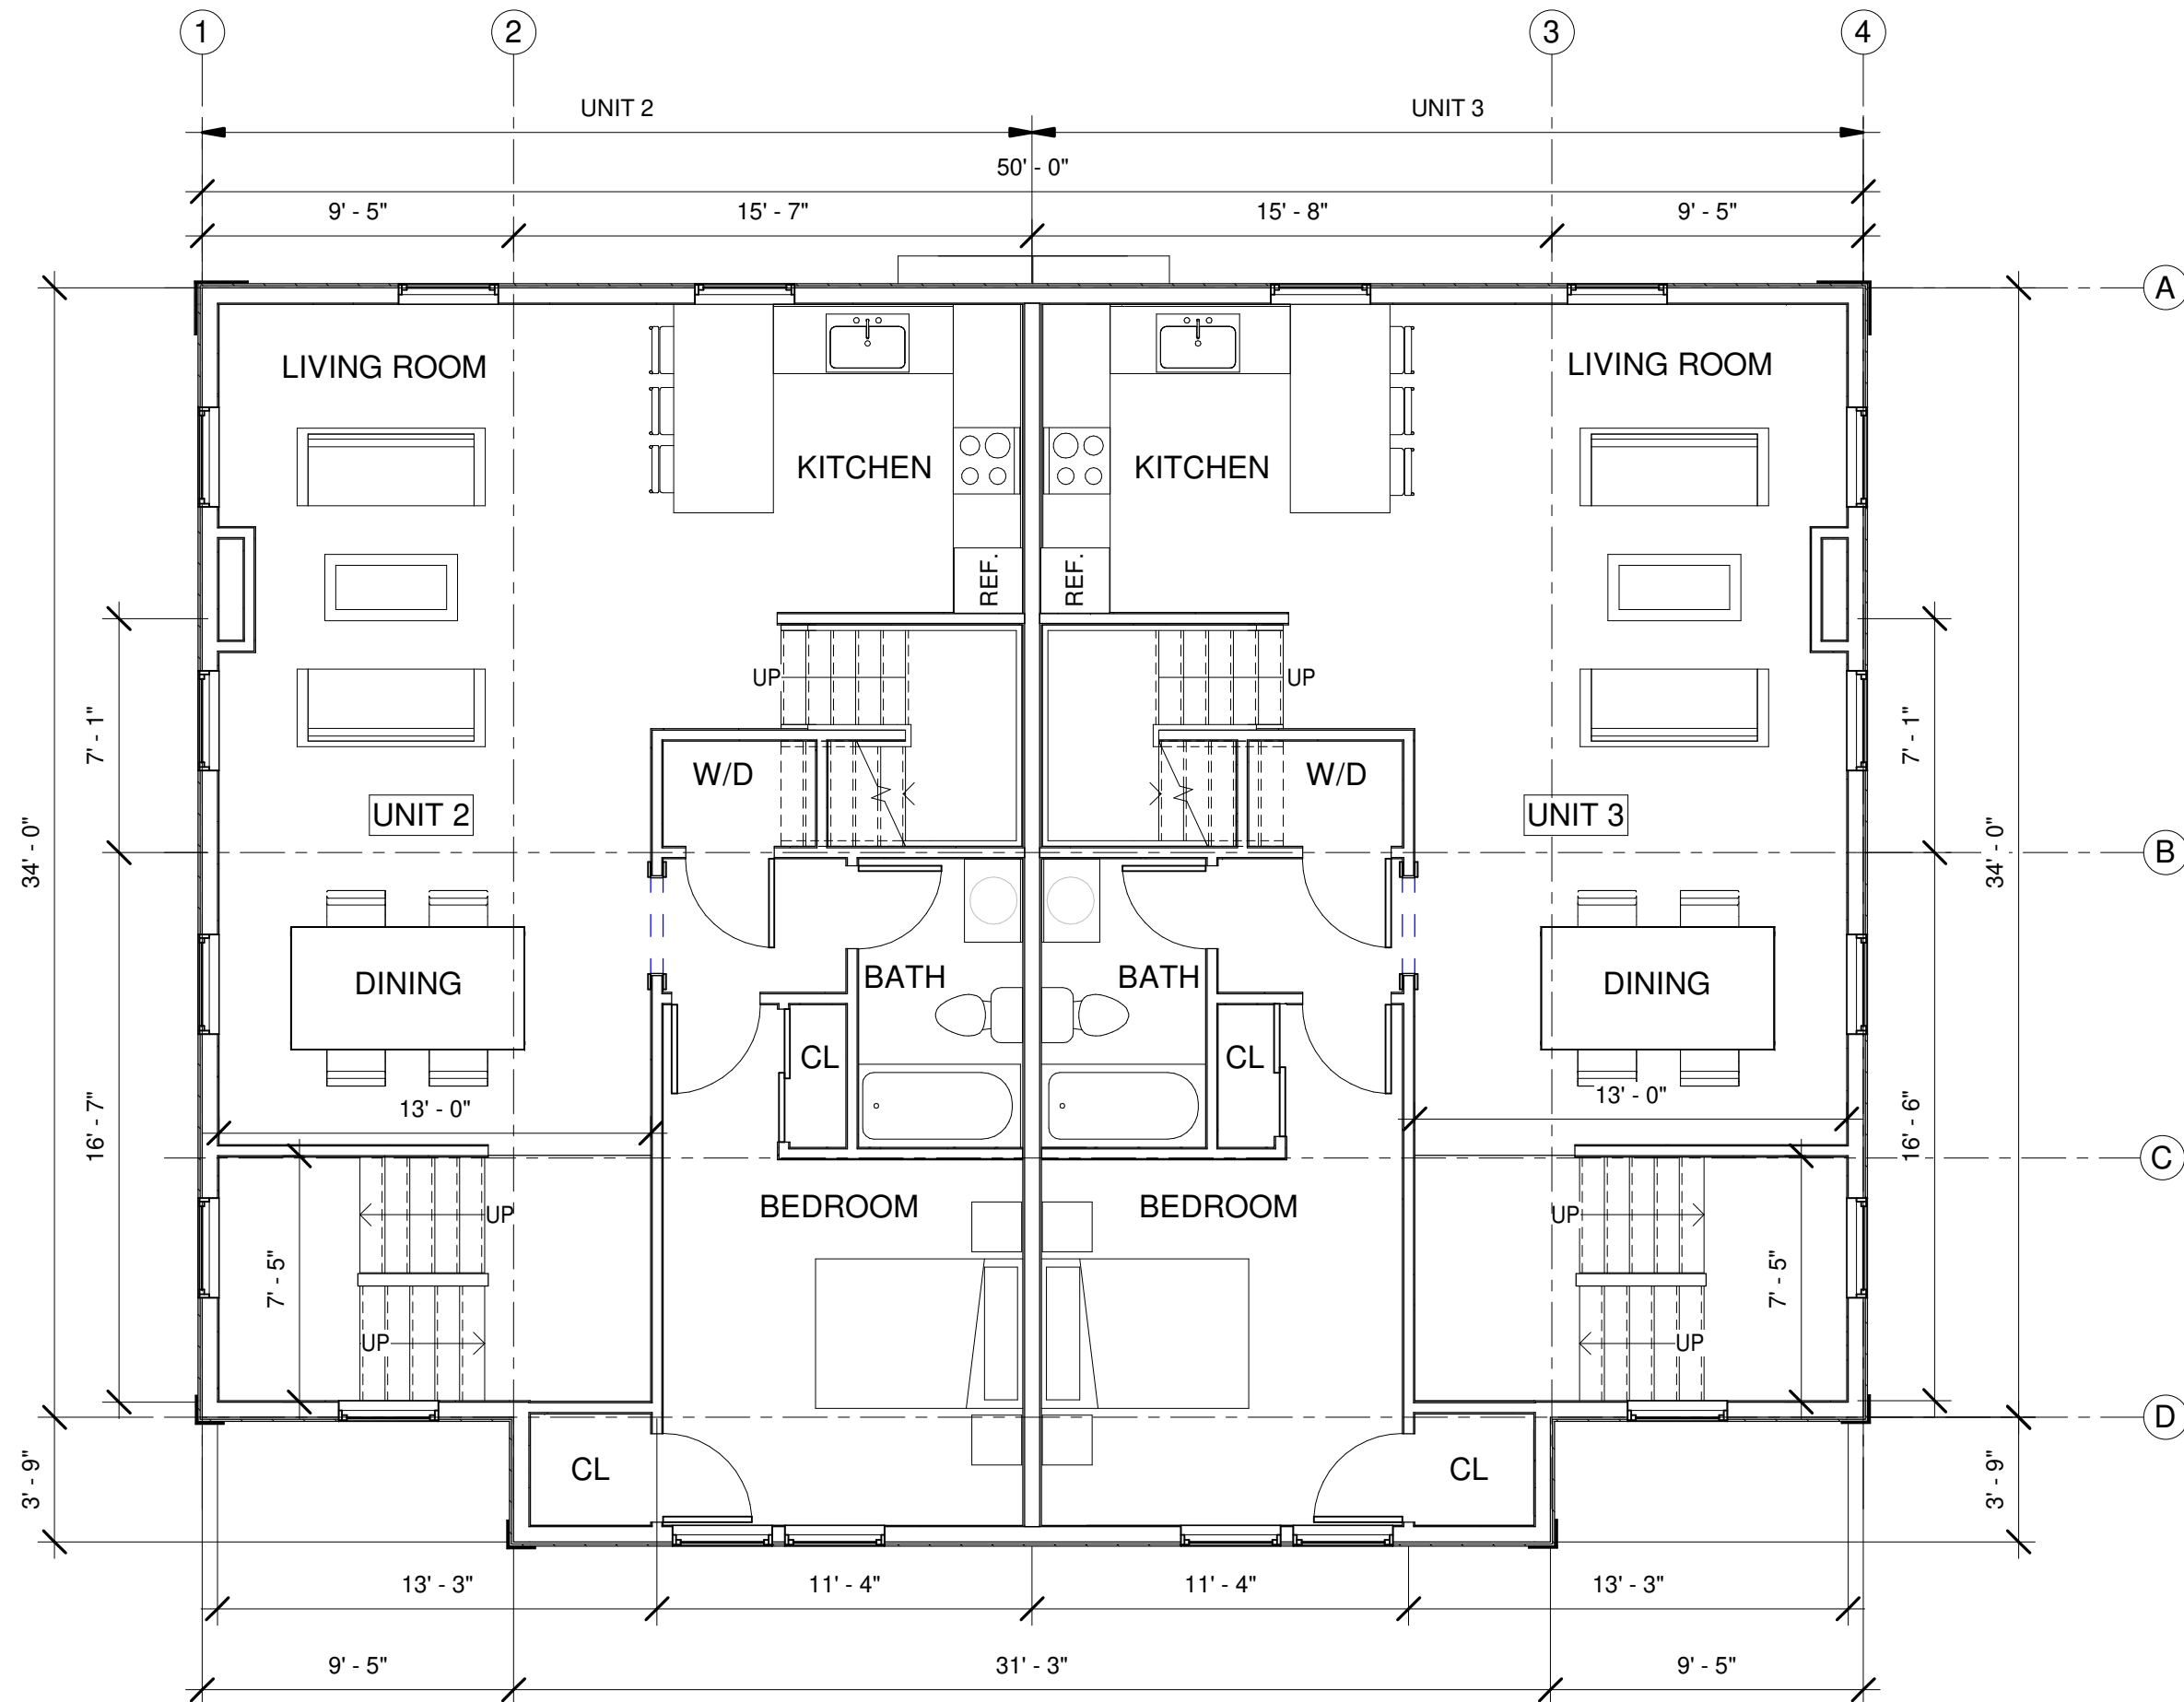 1 2 3 4
UNIT 2 UNIT 3
50' - 0"
9' - 5" 15' - 7" 15' - 8" 9' - 5"
A
LIVING ROOM LIVING ROOM
KITCHEN KITCHEN
REF. REF.
UP UP
7' - 1" 7' - 1"
W/D W/D
UNIT 2 UNIT 3
34' - 0" 34' - 0"
B
BATH BATH
DINING DINING
CL CL
13' - 0" 13' - 0"
16' - 7" 16' - 6"
C
BEDROOM BEDROOM
UP UP
7' - 5" 7' - 5"
UP UP
D
CL CL
3' - 9" 3' - 9"
13' - 3" 11' - 4" 11' - 4" 13' - 3"
9' - 5" 31' - 3" 9' - 5"